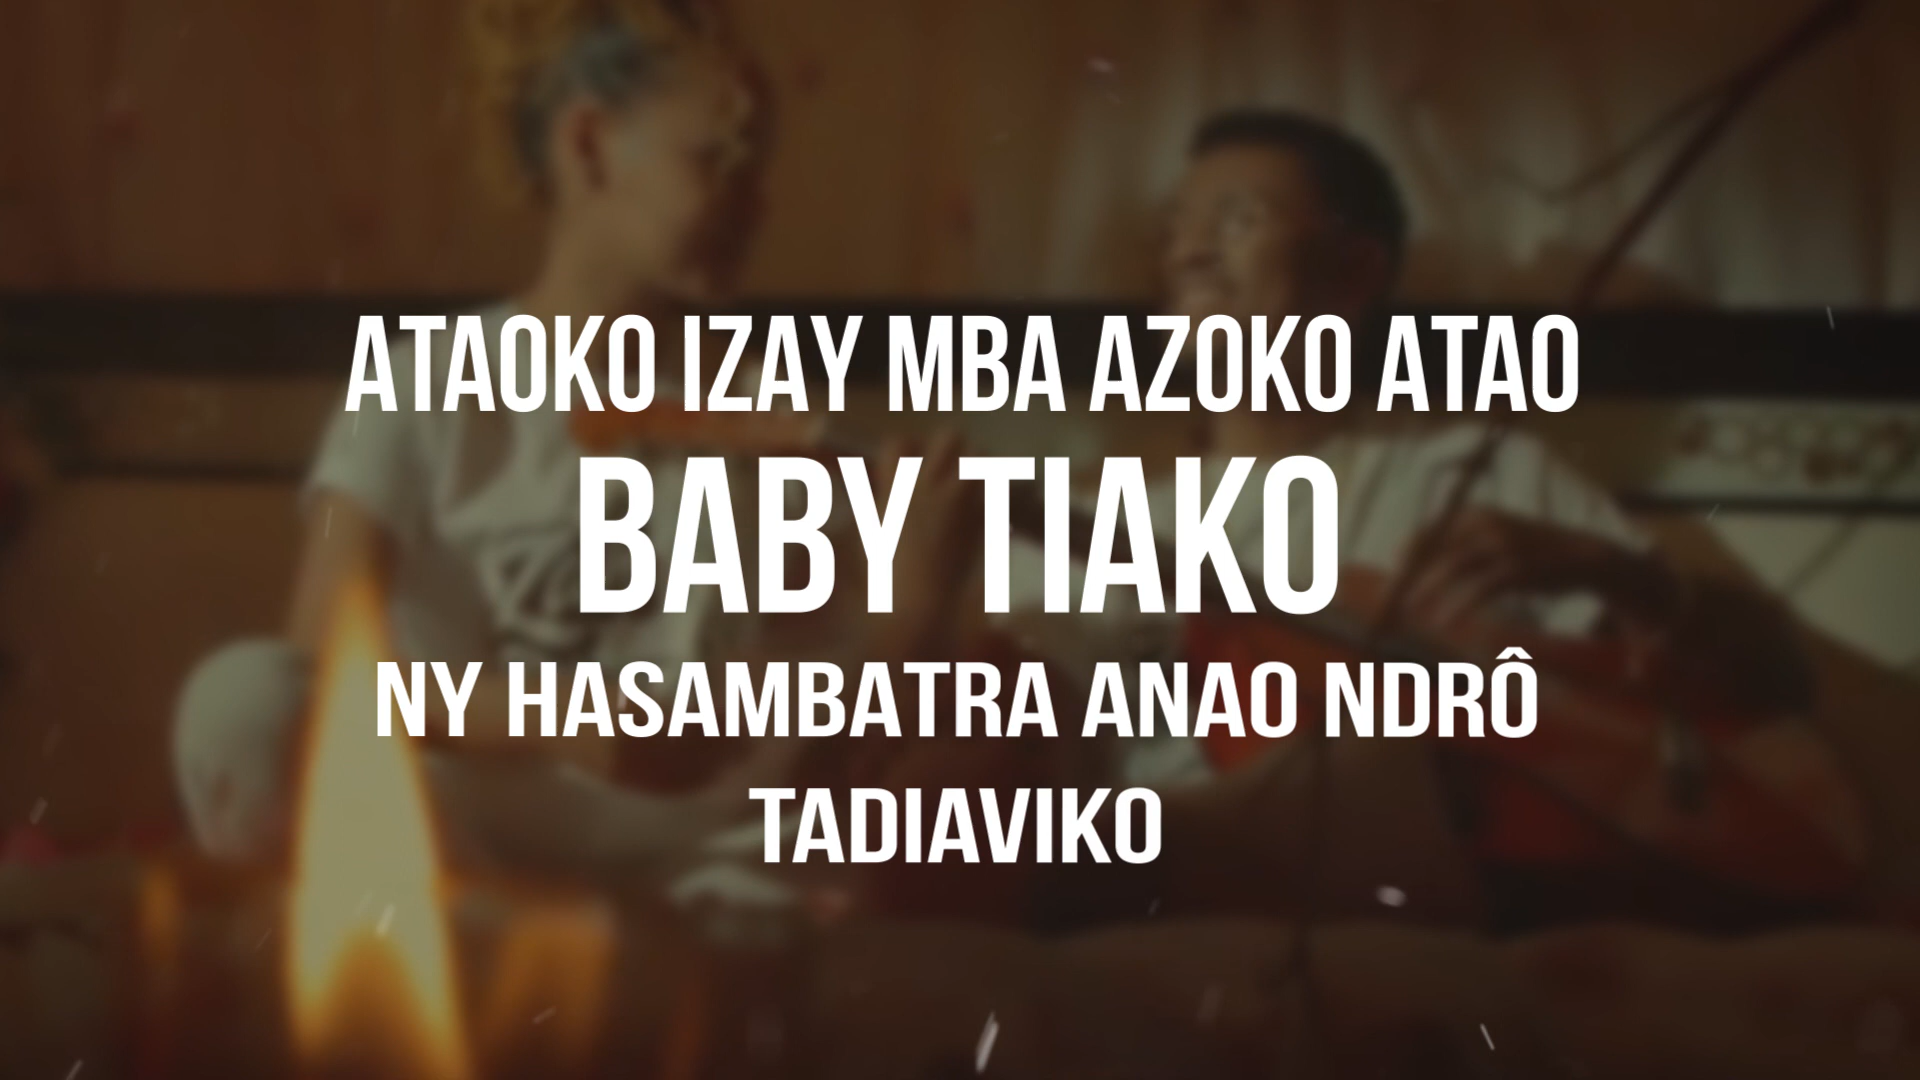 ATAOKO IZAY MBA AZOKO ATAO
BABY TIAKO
NY HASAMBATRA ANAO NDRÔ
TADIAVIKO